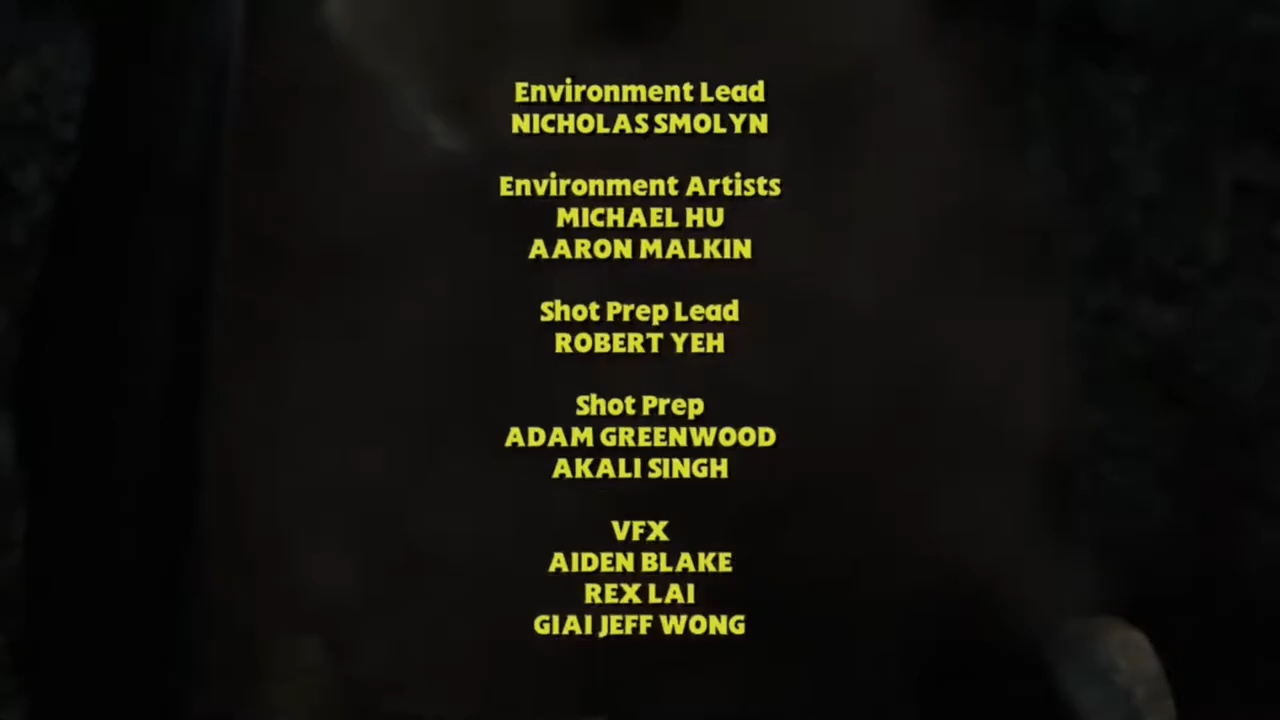 Environment Lead
NICHOLAS SMOLYN
Environment Artists
MICHAEL HU
AARON MALKIN
Shot Prep Lead
ROBERT YEH
Shot Prep
ADAM GREENWOOD
AKALI SINGH
VFX
AIDEN BLAKE
REX LAI
GIAI JEFF WONG